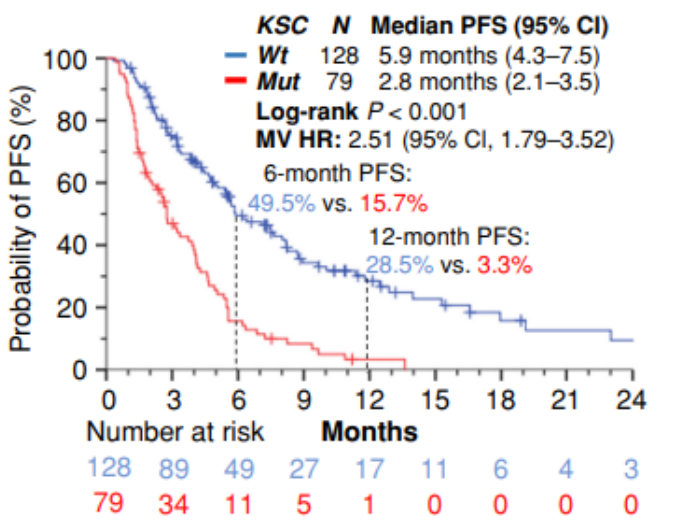 KSC N Median PFS (95% CI)
Wt 128 5.9 months (4.3–7.5)
Mut 79 2.8 months (2.1–3.5)
Log-rank P < 0.001
MV HR: 2.51 (95% CI, 1.79–3.52)
6-month PFS:
49.5% vs. 15.7%
12-month PFS:
28.5% vs. 3.3%
Probability of PFS (%)
100
80
60
40
20
0
0 3 6 9 12 15 18 21 24
Number at risk Months
128 89 49 27 17 11 6 4 3
79 34 11 5 1 0 0 0 0